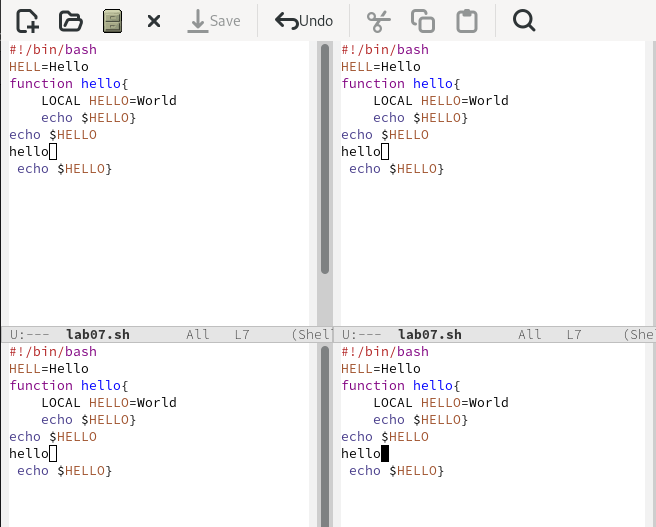 Save Undo
#!/bin/bash
HELL=Hello
function hello{
    LOCAL HELLO=World
    echo $HELLO}
echo $HELLO
hello
 echo $HELLO}
U:--- lab07.sh All L7 (Shel
#!/bin/bash
HELL=Hello
function hello{
    LOCAL HELLO=World
    echo $HELLO}
echo $HELLO
hello
 echo $HELLO}
U:--- lab07.sh All L7 (She
#!/bin/bash
HELL=Hello
function hello{
    LOCAL HELLO=World
    echo $HELLO}
echo $HELLO
hello
 echo $HELLO}
#!/bin/bash
HELL=Hello
function hello{
    LOCAL HELLO=World
    echo $HELLO}
echo $HELLO
hello
 echo $HELLO}